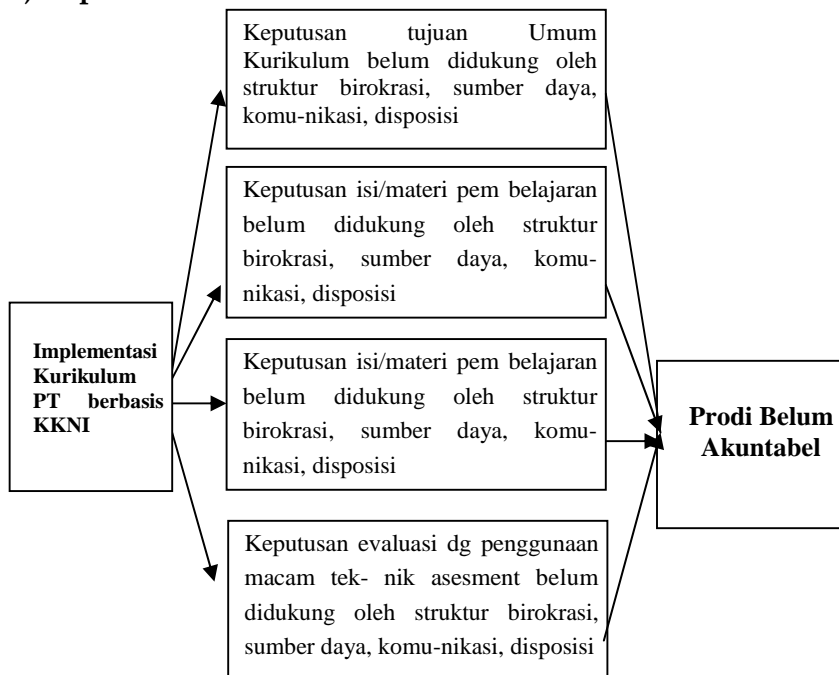 Keputusan tujuan Umum
Kurikulum belum didukung oleh
struktur birokrasi, sumber daya,
komu-nikasi, disposisi
Keputusan isi/materi pem belajaran
belum didukung oleh struktur
birokrasi, sumber daya, komu-
nikasi, disposisi
Implementasi
Kurikulum
PT berbasis
KKNI
Keputusan isi/materi pem belajaran
belum didukung oleh struktur
birokrasi, sumber daya, komu-
nikasi, disposisi
Prodi Belum
Akuntabel
Keputusan evaluasi dg penggunaan
macam tek- nik asesment belum
didukung oleh struktur birokrasi,
sumber daya, komu-nikasi, disposisi